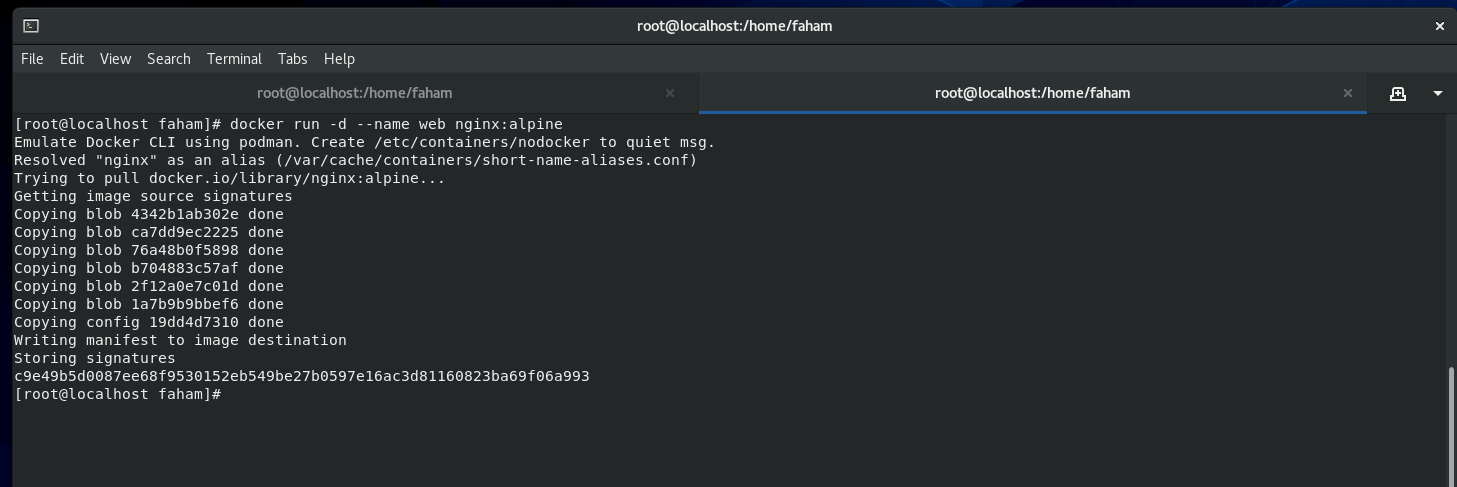 root@localhost:/home/faham
File Edit View Search Terminal Tabs Help
root@localhost:/home/faham
root@localhost:/home/faham
[root@localhost faham]# docker run -d --name web nginx:alpine
Emulate Docker CLI using podman. Create /etc/containers/nodocker to quiet msg.
Resolved "nginx" as an alias (/var/cache/containers/short-name-aliases.conf)
Trying to pull docker.io/library/nginx:alpine...
Getting image source signatures
Copying blob 4342b1ab302e done
Copying blob ca7dd9ec2225 done
Copying blob 76a48b0f5898 done
Copying blob b704883c57af done
Copying blob 2f12a0e7c01d done
Copying blob 1a7b9b9bbef6 done
Copying config 19dd4d7310 done
Writing manifest to image destination
Storing signatures
c9e49b5d0087ee68f9530152eb549be27b0597e16ac3d81160823ba69f06a993
[root@localhost faham]#